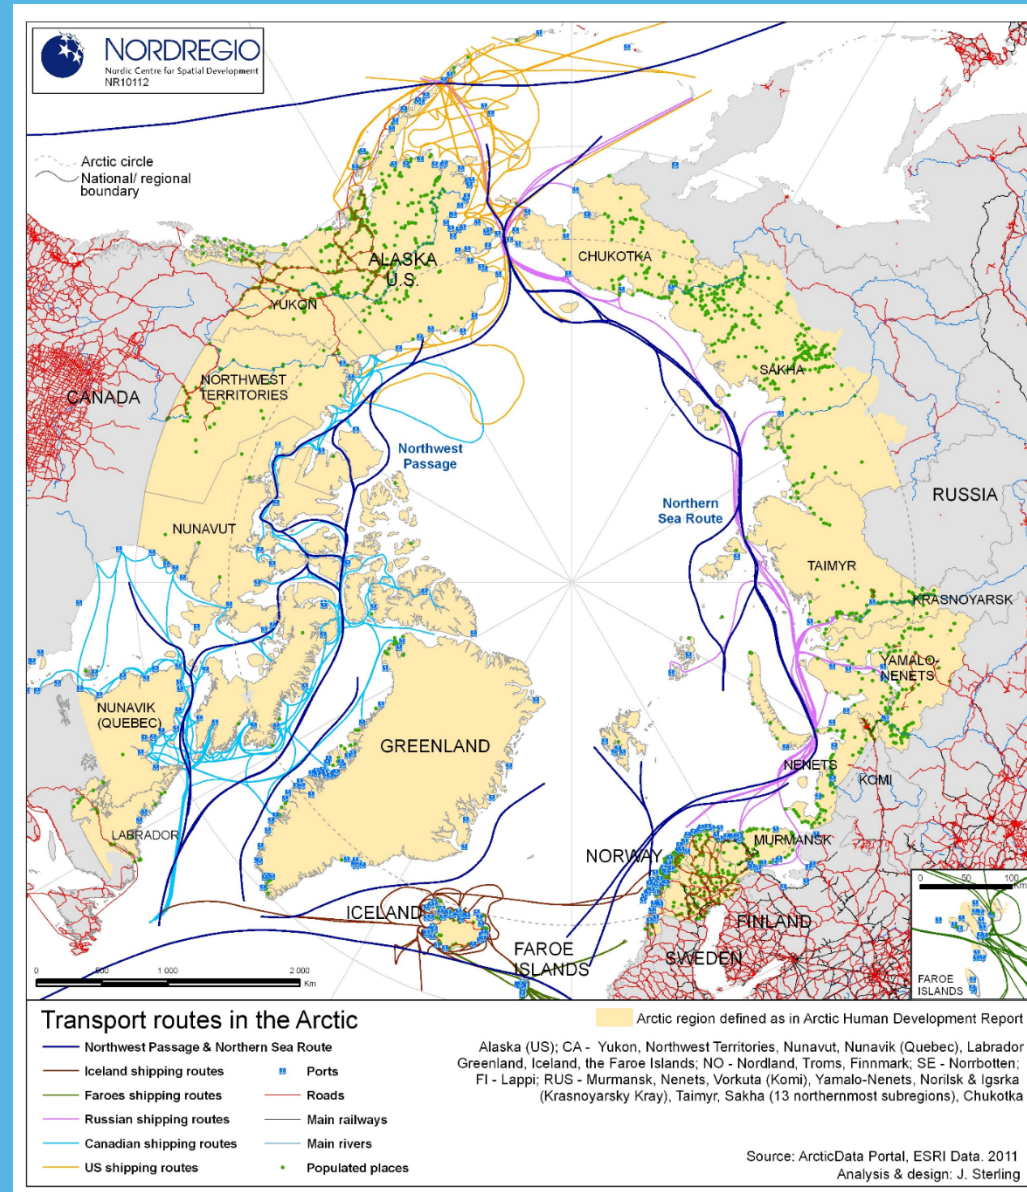 NORDREGIO
Nordic Centre for Spatial Development
NR10112
Arctic circle
National/ regional
boundary
ALASKA
U.S.
YUKON
CHUKOTKA
NORTHWEST
TERRITORIES
CANADA
SAKHA
Northwest
Passage
Northern
Sea Route
RUSSIA
NUNAVUT
TAIMYR
KRASNOYARSK
YAMALO-
NENETS
NUNAVIK
(QUEBEC)
GREENLAND
NENETS
KOMI
LABRADOR
MURMANSK
NORWAY
ICELAND
FINLAND
SWEDEN
FAROE
ISLANDS
0 50 100
Km
FAROE
ISLANDS
0 500 1 000 2 000
Km
Transport routes in the Arctic
Northwest Passage & Northern Sea Route
Iceland shipping routes
Faroes shipping routes
Russian shipping routes
Canadian shipping routes
US shipping routes
Ports
Roads
Main railways
Main rivers
Populated places
Arctic region defined as in Arctic Human Development Report
Alaska (US); CA - Yukon, Northwest Territories, Nunavut, Nunavik (Quebec), Labrador
Greenland, Iceland, the Faroe Islands; NO - Nordland, Troms, Finnmark; SE - Norrbotten;
FI - Lappi; RUS - Murmansk, Nenets, Vorkuta (Komi), Yamalo-Nenets, Norilsk & Igsrka
(Krasnoyarsky Kray), Taimyr, Sakha (13 northernmost subregions), Chukotka
Source: ArcticData Portal, ESRI Data. 2011
Analysis & design: J. Sterling